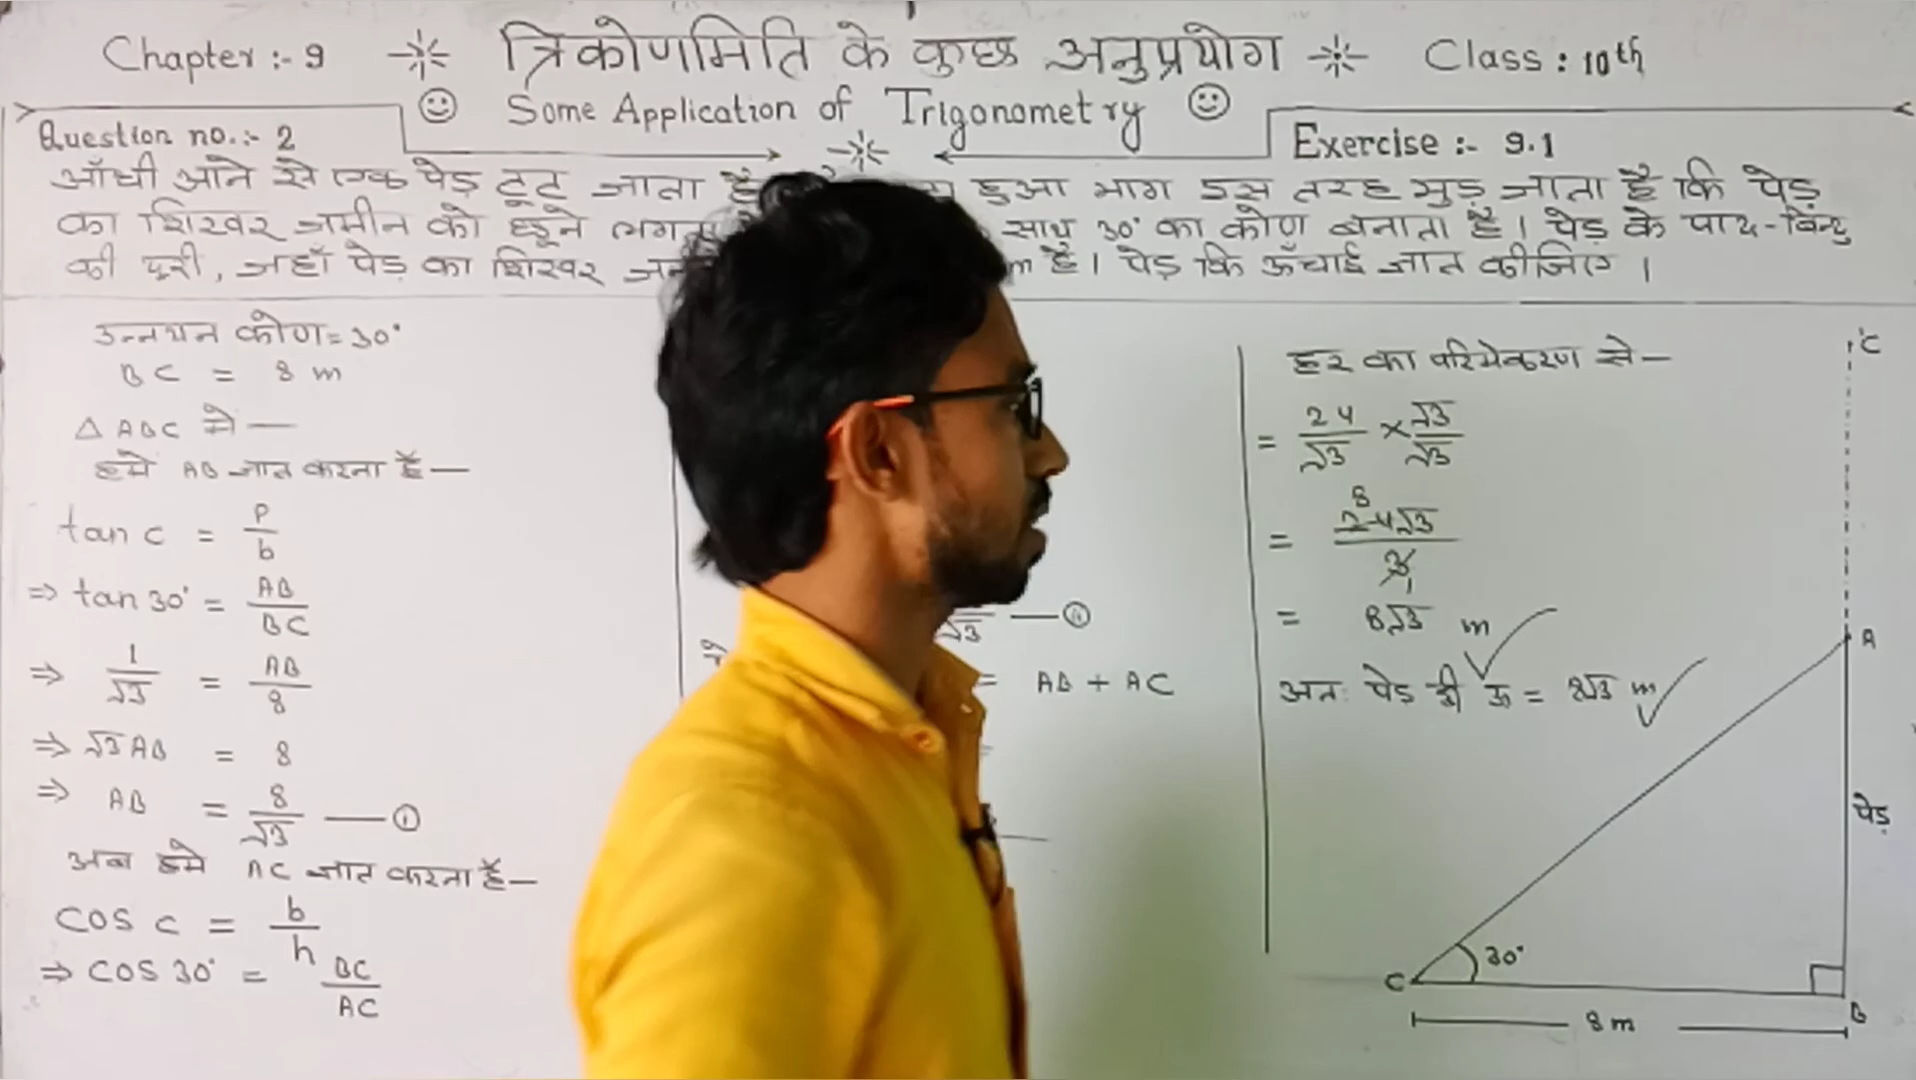 Chapter :- 9 त्रिकोणमिति के कुछ अनुप्रयोग Class : 10th
Some Application of Trigonometry
Question no.:- 2
Exercise :- 9.1
आँधी आने से एक पेड़ टूट जाता है हुआ भाग इस तरह मुड़ जाता है कि पेड़
का शिखर जमीन को छूने लगता साथ 30° का कोण बनाता है। पेड़ के पाद-बिन्दु
की दूरी, जहाँ पेड़ का शिखर m है। पेड़ कि ऊँचाई ज्ञात कीजिए।
उन्नयन कोण = 30°
BC = 8 m
△ ABC से —
हमे AB ज्ञात करना है —
tan C = P/b
⇒ tan 30° = AB/BC
⇒ 1/√3 = AB/8
⇒ √3 AB = 8
⇒ AB = 8/√3 — ①
अब हमे AC ज्ञात करना है —
cos C = b/h
⇒ cos 30° = BC/AC
√3 — ⑪
= AB + AC
हर का परिमेकरण से —
= 24/√3 × √3/√3
= 24√3/3
8
1
= 8√3 m
अतः पेड़ की ऊ = 8√3 m
C
A
पेड़
C 30°
B
8 m